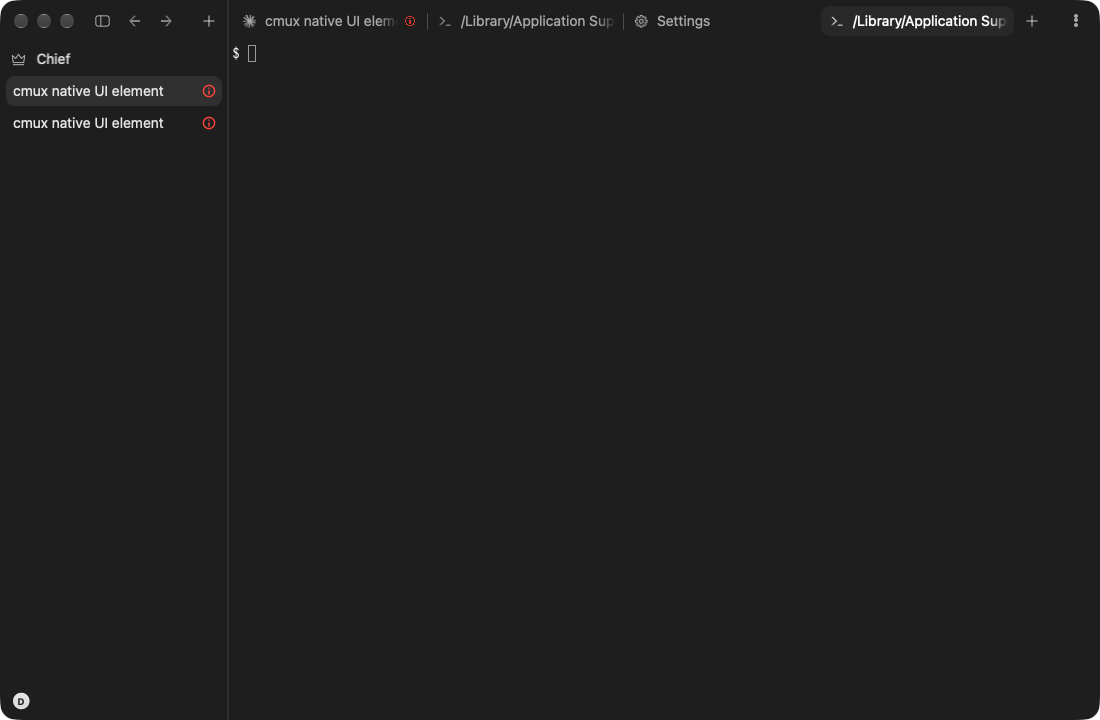 cmux native UI elem
/Library/Application Sup
Settings
/Library/Application Sup
Chief
cmux native UI element
cmux native UI element
$
D